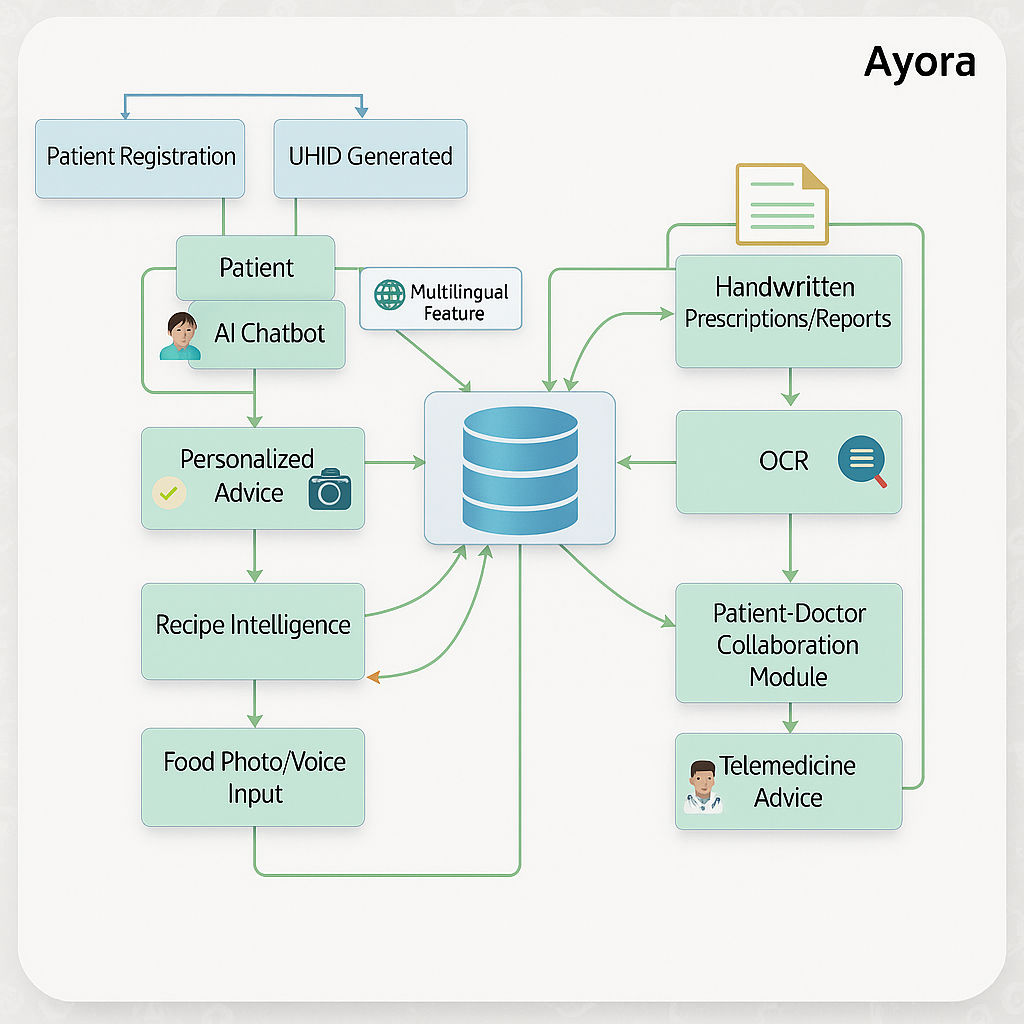 Ayora
Patient Registration
UHID Generated
Patient
AI Chatbot
Multilingual
Feature
Personalized
Advice
Recipe Intelligence
Food Photo/Voice
Input
Handwritten
Prescriptions/Reports
OCR
Patient-Doctor
Collaboration
Module
Telemedicine
Advice